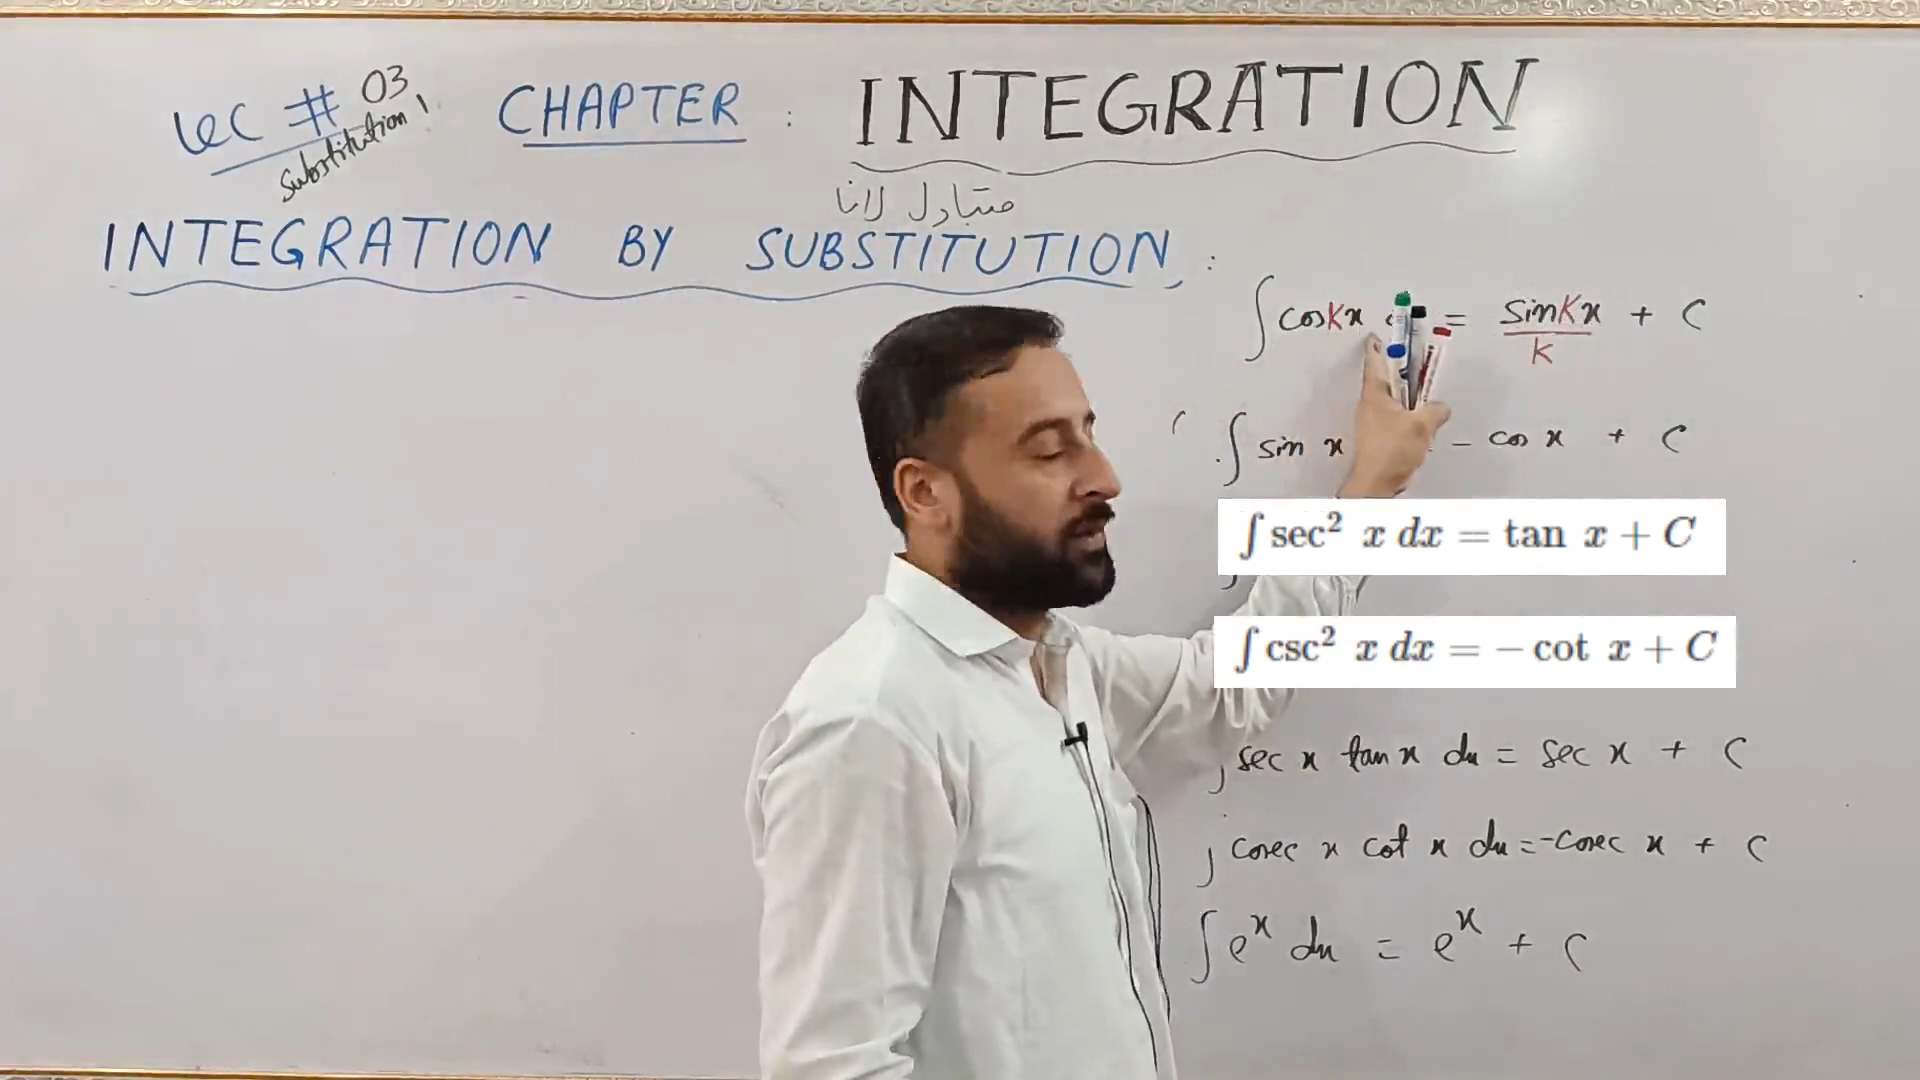 Lec # 03
Substitution 1
CHAPTER : INTEGRATION
متبادل لانا
INTEGRATION BY SUBSTITUTION :
∫ cosKx = sinKx/K + C
∫ sin x - cos x + C
∫ sec² x dx = tan x + C
∫ csc² x dx = − cot x + C
∫ sec x tan x dx = sec x + C
∫ cosec x cot x dx = -cosec x + C
∫ eˣ dx = eˣ + C